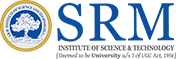 SRM
INSTITUTE OF SCIENCE & TECHNOLOGY
[Deemed to be University u/s 3 of UGC Act, 1956]